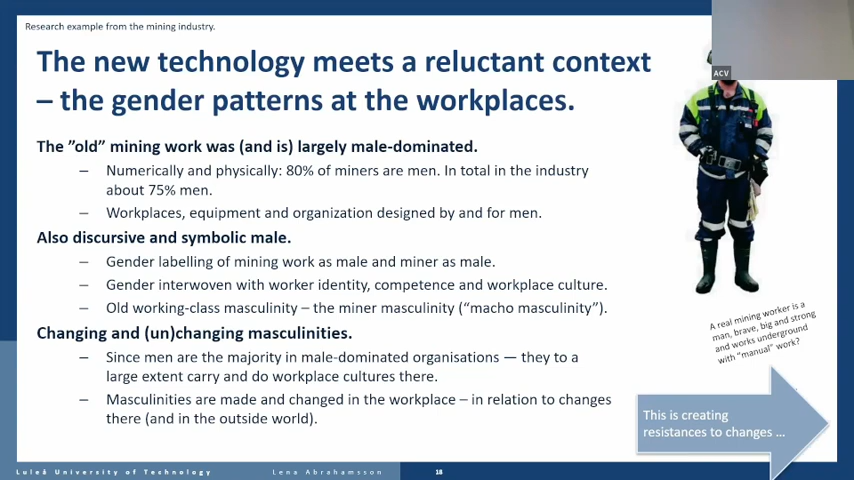 Research example from the mining industry.
ACV
The new technology meets a reluctant context
– the gender patterns at the workplaces.
The ”old” mining work was (and is) largely male-dominated.
– Numerically and physically: 80% of miners are men. In total in the industry
about 75% men.
– Workplaces, equipment and organization designed by and for men.
Also discursive and symbolic male.
– Gender labelling of mining work as male and miner as male.
– Gender interwoven with worker identity, competence and workplace culture.
– Old working-class masculinity – the miner masculinity (“macho masculinity”).
Changing and (un)changing masculinities.
– Since men are the majority in male-dominated organisations — they to a
large extent carry and do workplace cultures there.
– Masculinities are made and changed in the workplace – in relation to changes
there (and in the outside world).
A real mining worker is a
man, brave, big and strong
and works underground
with “manual” work?
This is creating
resistances to changes ...
Luleå University of Technology
Lena Abrahamsson
18